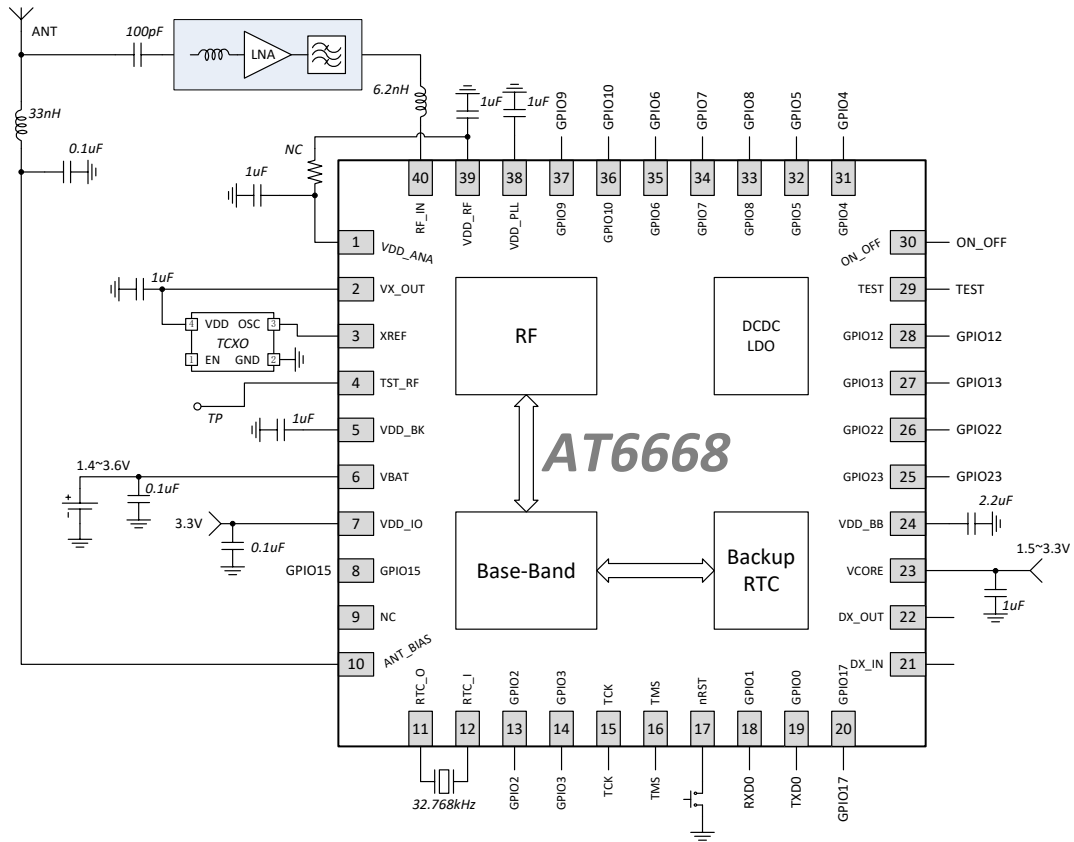 ANT
100pF
LNA
6.2nH
1uF
1uF
33nH
0.1uF
NC
1uF
GPIO9
GPIO10
GPIO6
GPIO7
GPIO8
GPIO5
GPIO4
40
39
38
37
36
35
34
33
32
31
RF_IN
VDD_RF
VDD_PLL
GPIO9
GPIO10
GPIO6
GPIO7
GPIO8
GPIO5
GPIO4
1 VDD_ANA
1uF
2 VX_OUT
4 VDD OSC 3
TCXO
1 EN GND 2
3 XREF
4 TST_RF
TP
1uF
5 VDD_BK
1.4~3.6V
+
-
0.1uF
6 VBAT
3.3V
0.1uF
7 VDD_IO
GPIO15 8 GPIO15
9 NC
10 ANT_BIAS
RF
DCDC
LDO
AT6668
Base-Band
Backup
RTC
ON_OFF 30 ON_OFF
TEST 29 TEST
GPIO12 28 GPIO12
GPIO13 27 GPIO13
GPIO22 26 GPIO22
GPIO23 25 GPIO23
2.2uF
VDD_BB 24
1.5~3.3V
VCORE 23
1uF
DX_OUT 22
DX_IN 21
RTC_O
RTC_I
GPIO2
GPIO3
TCK
TMS
nRST
GPIO1
GPIO0
GPIO17
11
12
13
14
15
16
17
18
19
20
32.768kHz
GPIO2
GPIO3
TCK
TMS
RXD0
TXD0
GPIO17